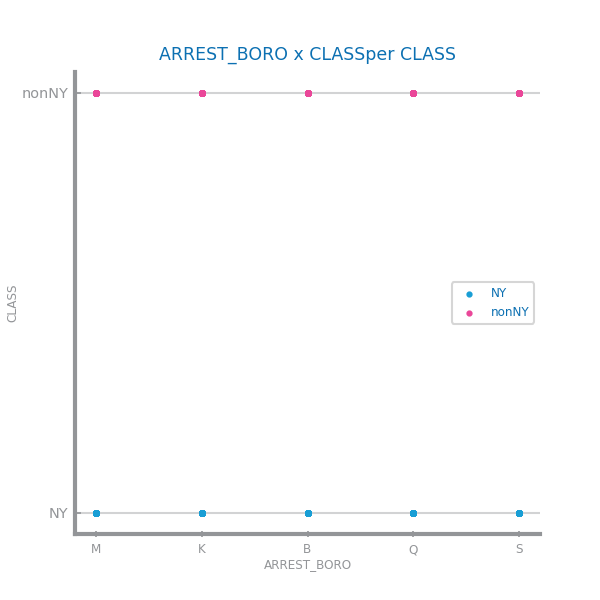 ARREST_BORO x CLASSper CLASS
nonNY
CLASS
NY
nonNY
NY
M K B Q S
ARREST_BORO